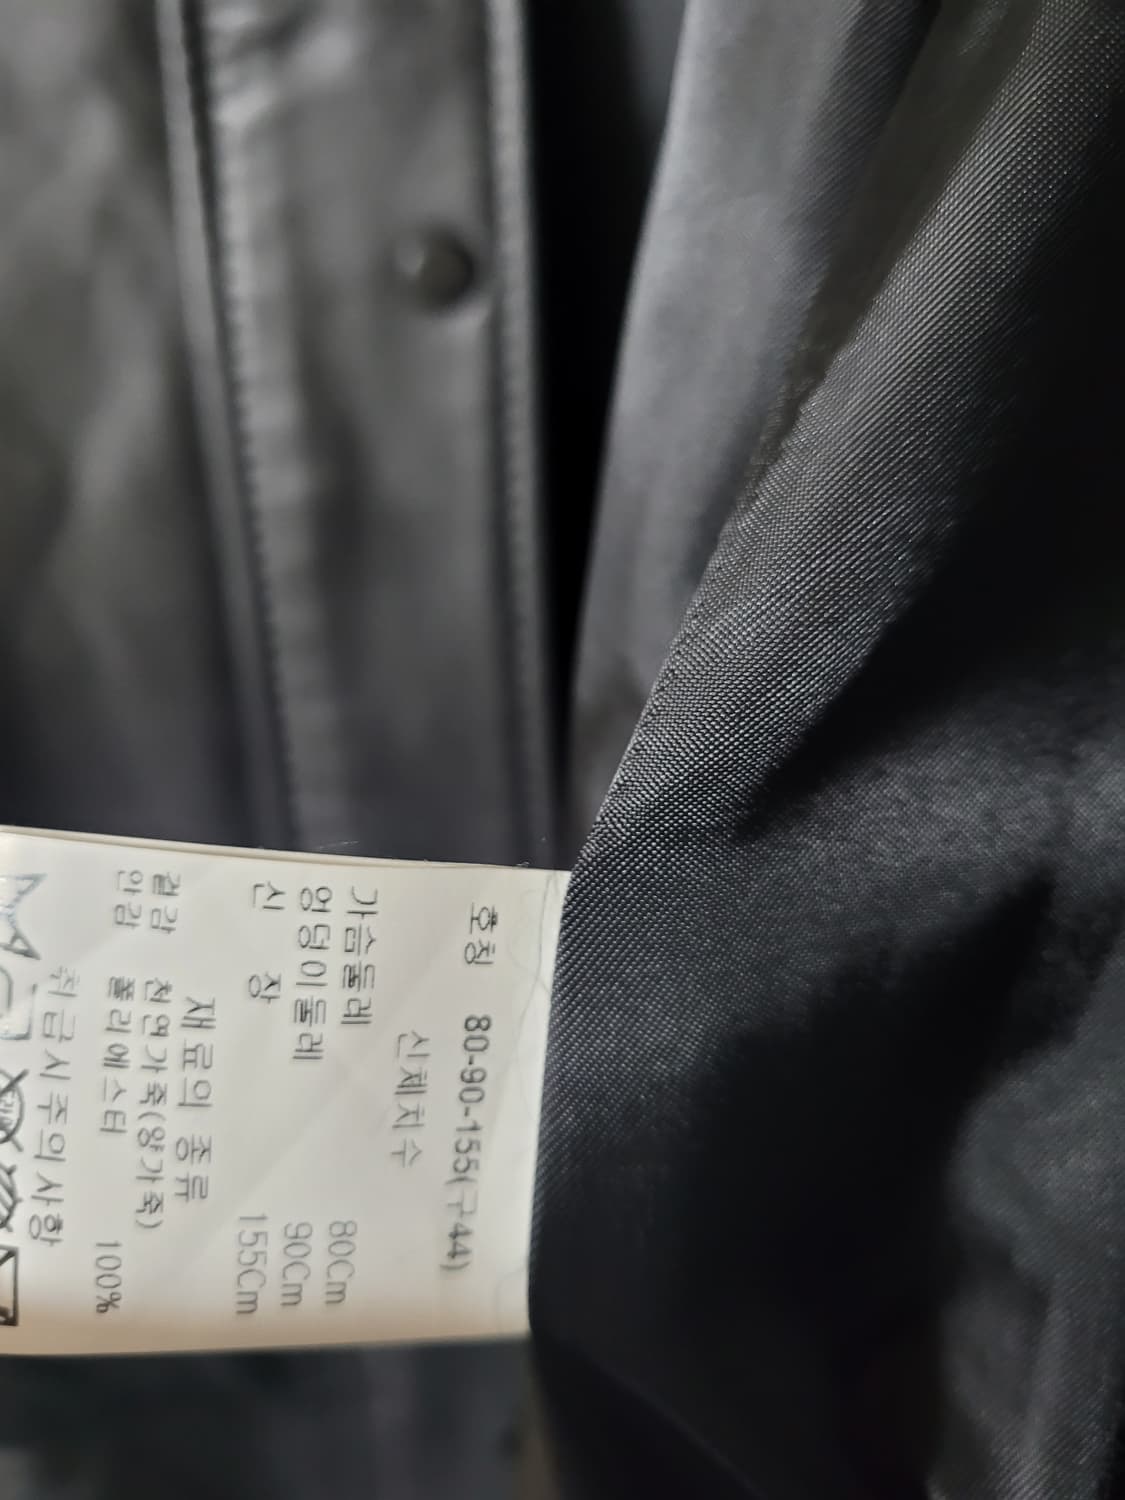 호칭 80-90-155(구44)
신체치수
가슴둘레 80Cm
엉덩이둘레 90Cm
신 장 155Cm
재료의 종류
겉감 천연가죽(양가죽)
안감 폴리에스터 100%
취급시주의사항